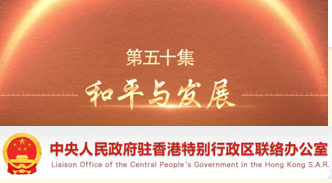 第五十集
和平与发展
中央人民政府驻香港特别行政区联络办公室
Liaison Office of the Central People's Government in the Hong Kong S.A.R.